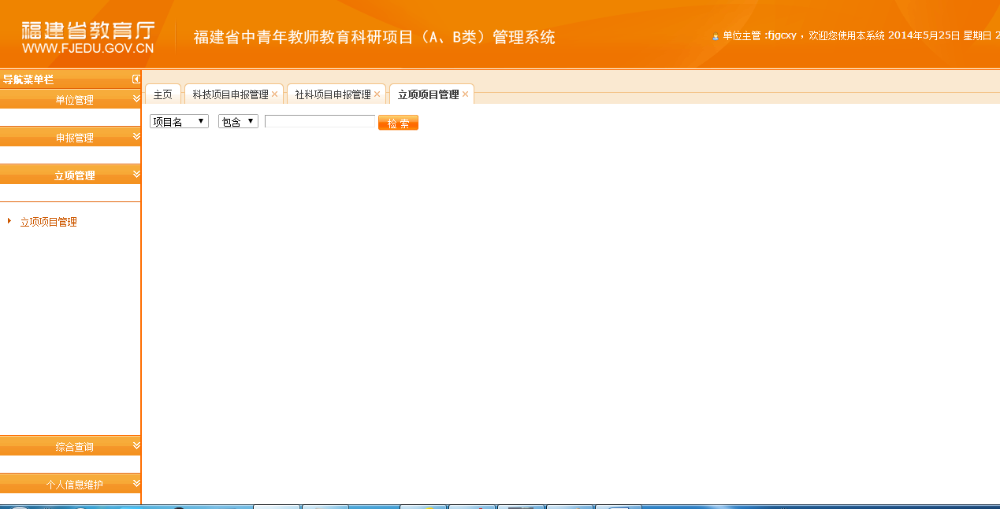 福建省教育厅
WWW.FJEDU.GOV.CN
福建省中青年教师教育科研项目（A、B类）管理系统
单位主管 :fjgcxy ，欢迎您使用本系统 2014年5月25日 星期日 2
导航菜单栏
单位管理
申报管理
立项管理
立项项目管理
综合查询
个人信息维护
主页 科技项目申报管理 社科项目申报管理 立项项目管理
项目名 包含 检 索